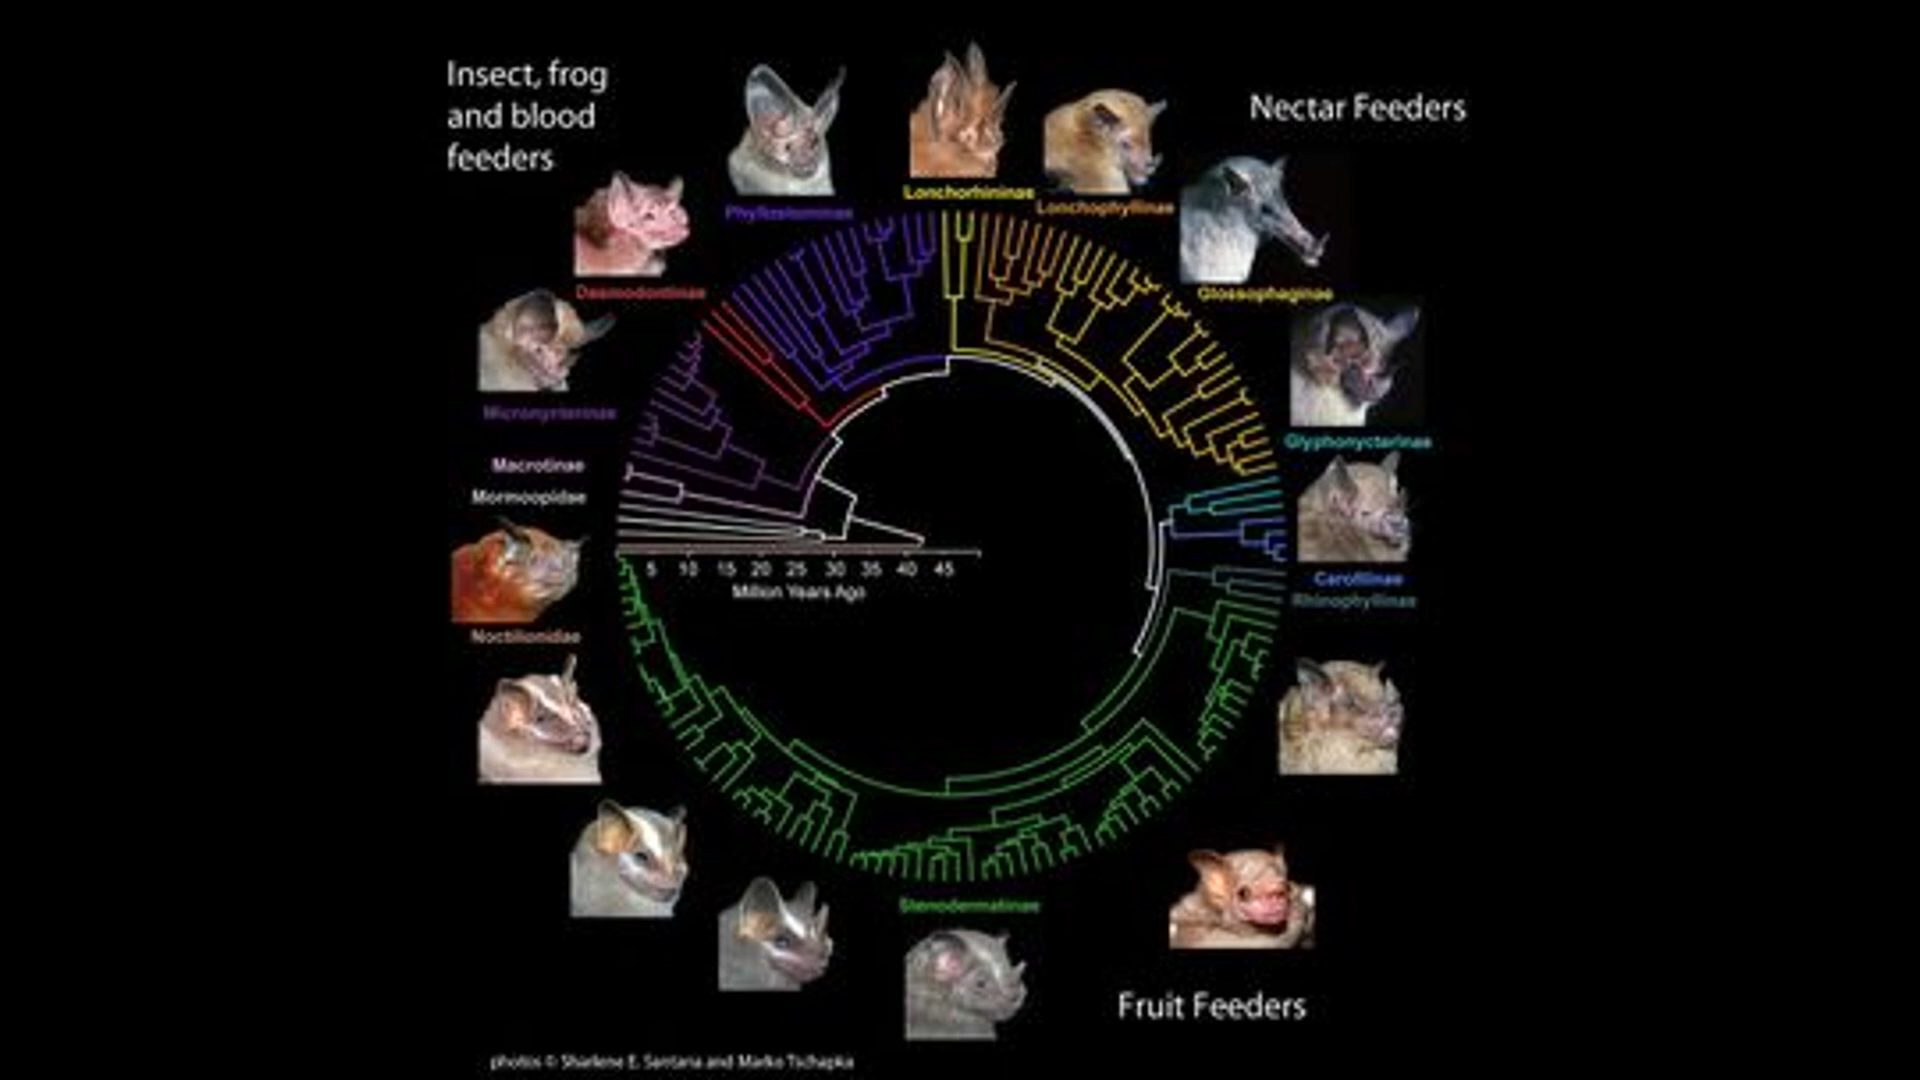 Insect, frog
and blood
feeders
Nectar Feeders
Lonchorhininae
Lonchophyllinae
Phyllostominae
Desmodontinae
Glossophaginae
Micronycterinae
Glyphonycterinae
Macrotinae
Mormoopidae
5 10 15 20 25 30 35 40 45
Million Years Ago
Carolliinae
Rhinophyllinae
Noctilionidae
Stenodermatinae
Fruit Feeders
photos © Sharlene E. Santana and Marko Tschapka